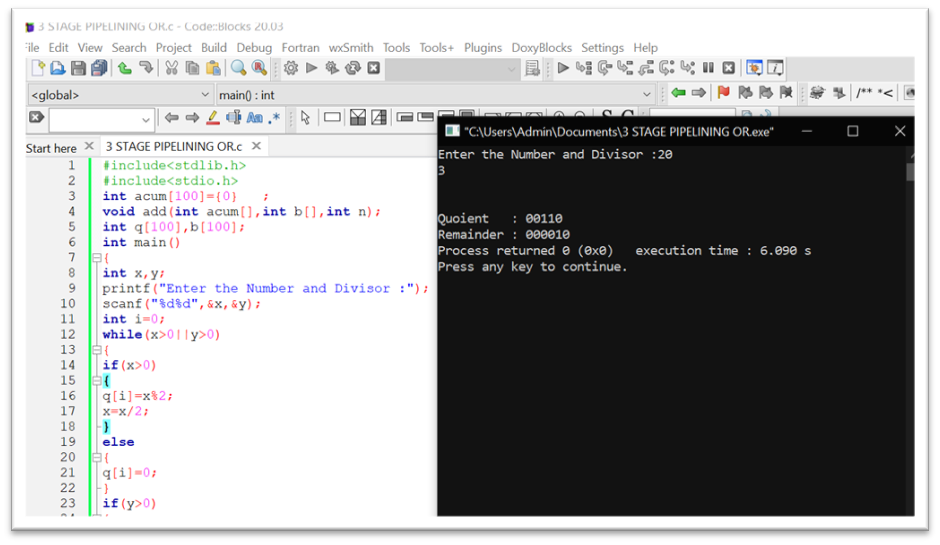 3 STAGE PIPELINING OR.c - Code::Blocks 20.03
ile Edit View Search Project Build Debug Fortran wxSmith Tools Tools+ Plugins DoxyBlocks Settings Help
<global> main() : int
/** *<
Start here 3 STAGE PIPELINING OR.c
1 #include<stdlib.h>
2 #include<stdio.h>
3 int acum[100]={0} ;
4 void add(int acum[],int b[],int n);
5 int q[100],b[100];
6 int main()
7 {
8 int x,y;
9 printf("Enter the Number and Divisor :");
10 scanf("%d%d",&x,&y);
11 int i=0;
12 while(x>0||y>0)
13 {
14 if(x>0)
15 {
16 q[i]=x%2;
17 x=x/2;
18 }
19 else
20 {
21 q[i]=0;
22 }
23 if(y>0)
"C:\Users\Admin\Documents\3 STAGE PIPELINING OR.exe"
Enter the Number and Divisor :20
3
Quoient : 00110
Remainder : 000010
Process returned 0 (0x0) execution time : 6.090 s
Press any key to continue.